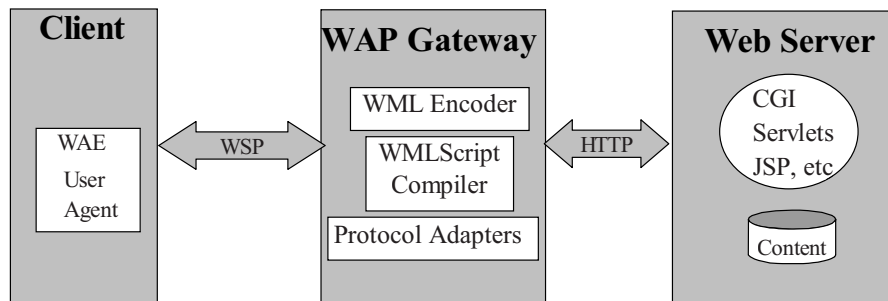 Client
WAE
User
Agent
WSP
WAP Gateway
WML Encoder
WMLScript
Compiler
Protocol Adapters
HTTP
Web Server
CGI
Servlets
JSP, etc
Content